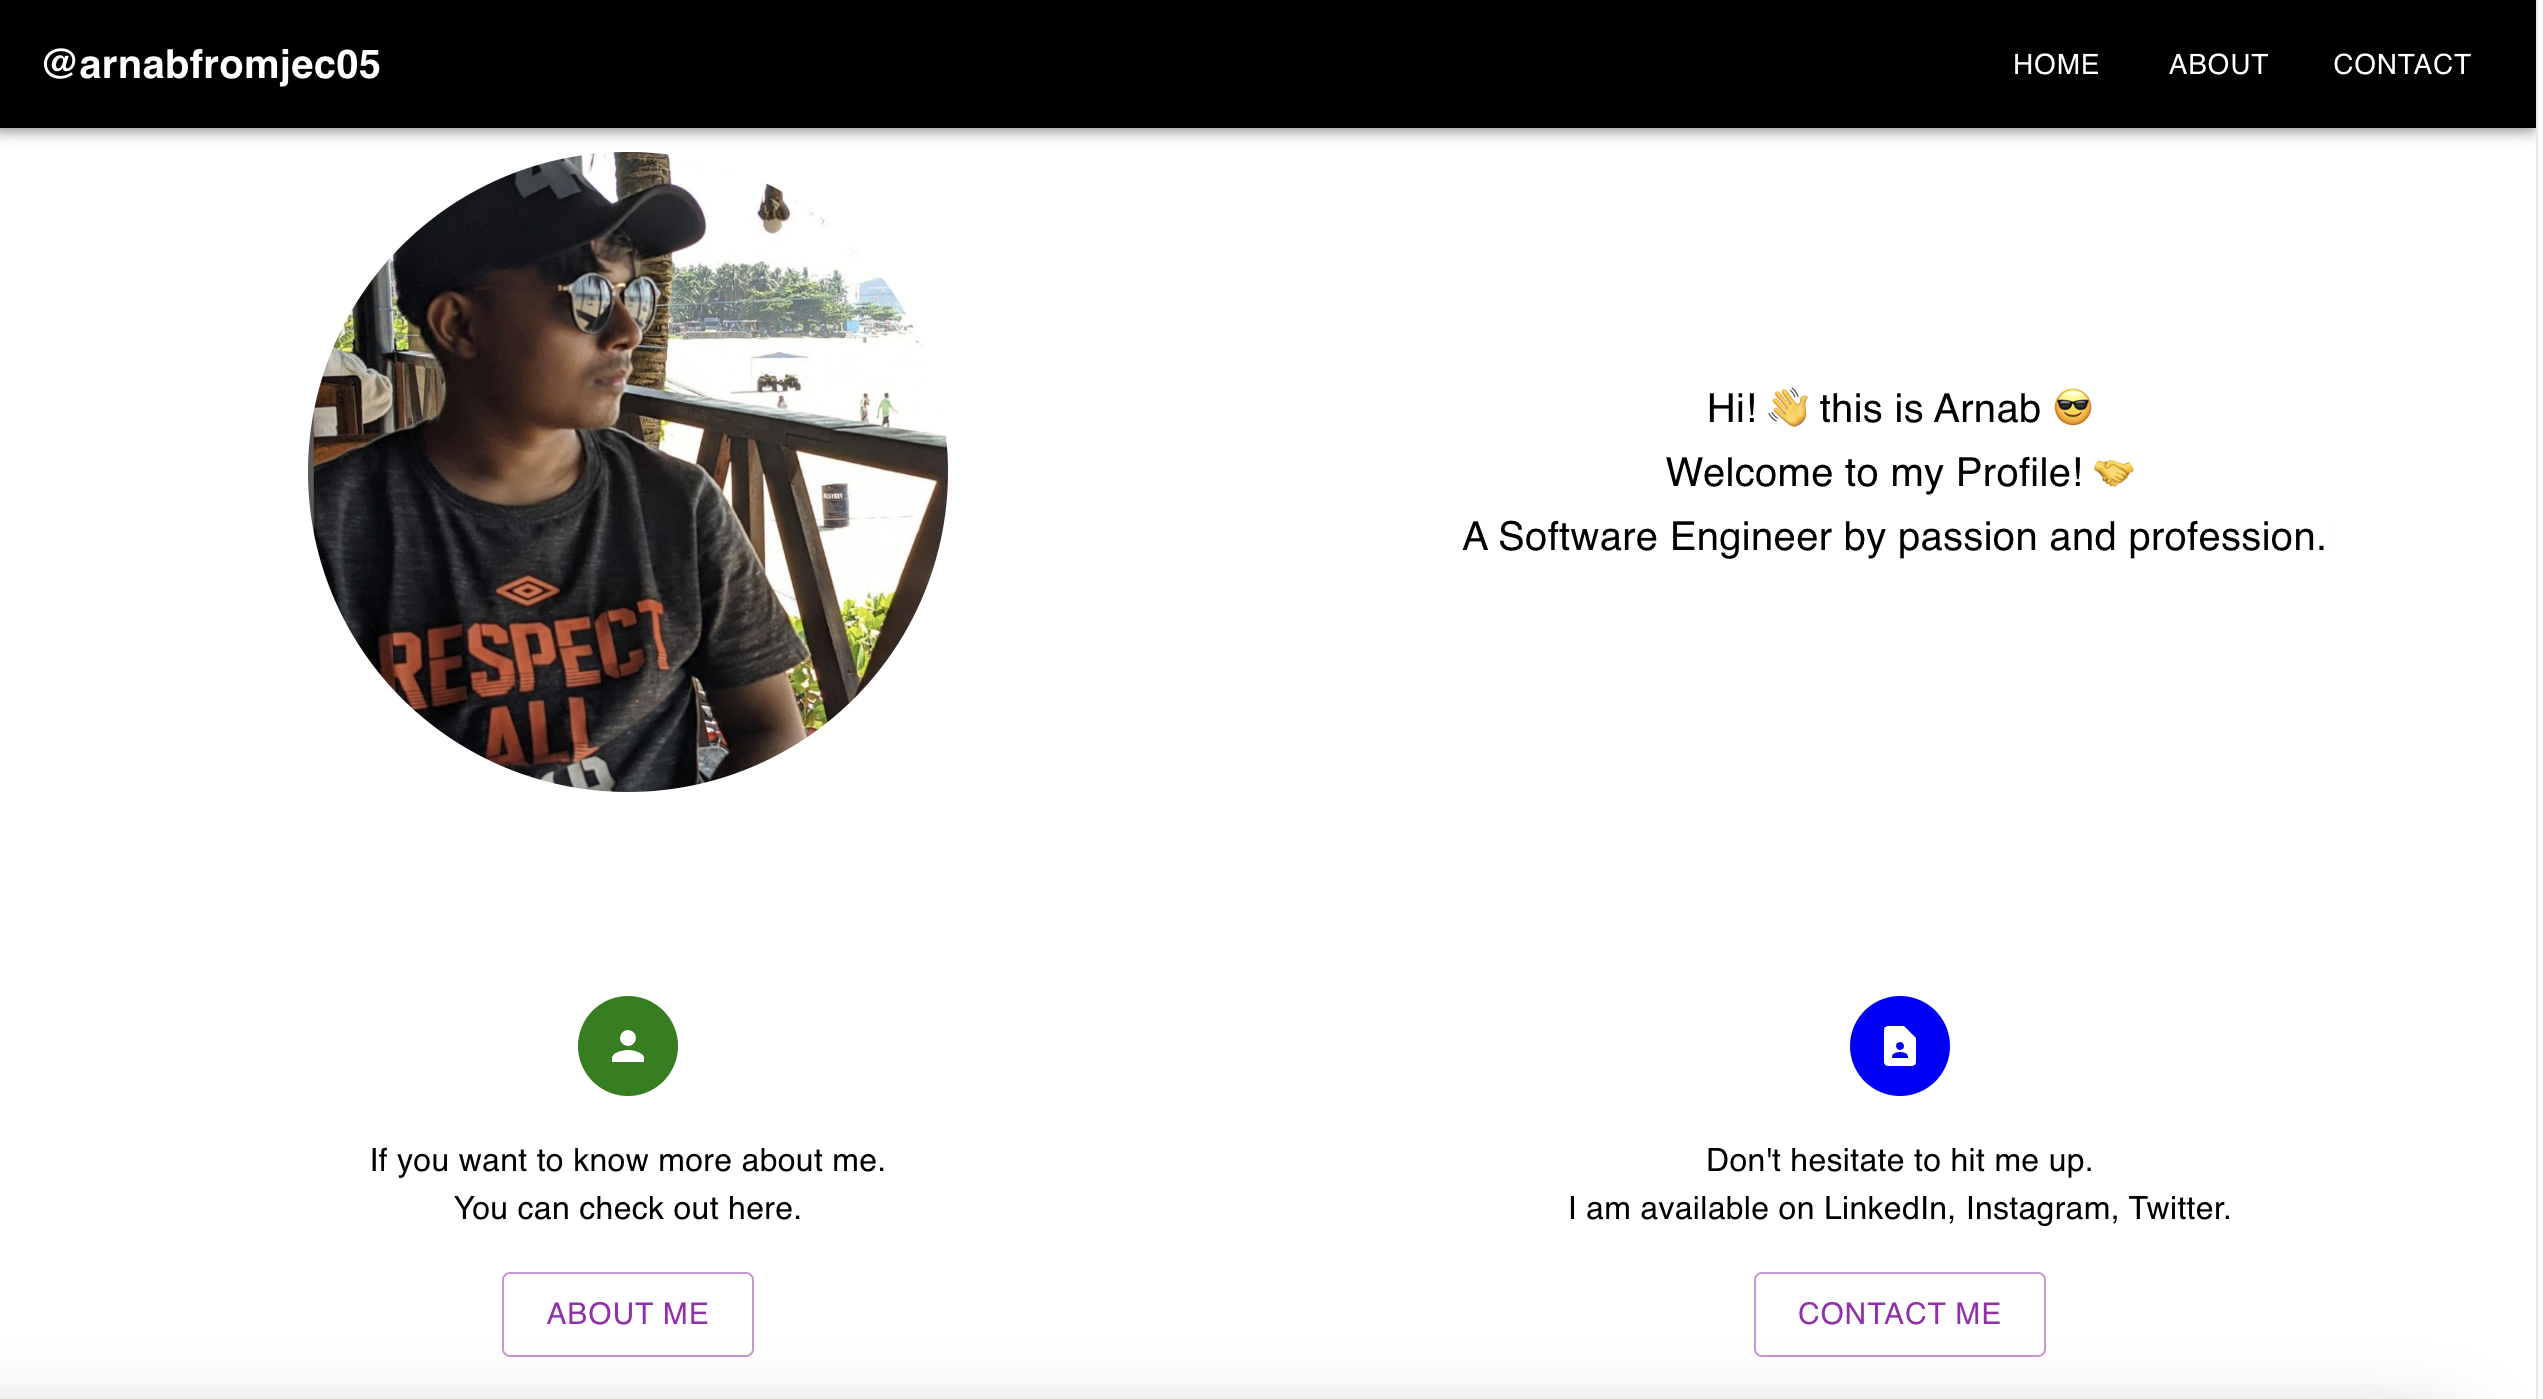 @arnabfromjec05
HOME ABOUT CONTACT
RESPECT
ALL
Hi! 👋 this is Arnab 😎
Welcome to my Profile! 🤝
A Software Engineer by passion and profession.
If you want to know more about me.
You can check out here.
ABOUT ME
Don't hesitate to hit me up.
I am available on LinkedIn, Instagram, Twitter.
CONTACT ME